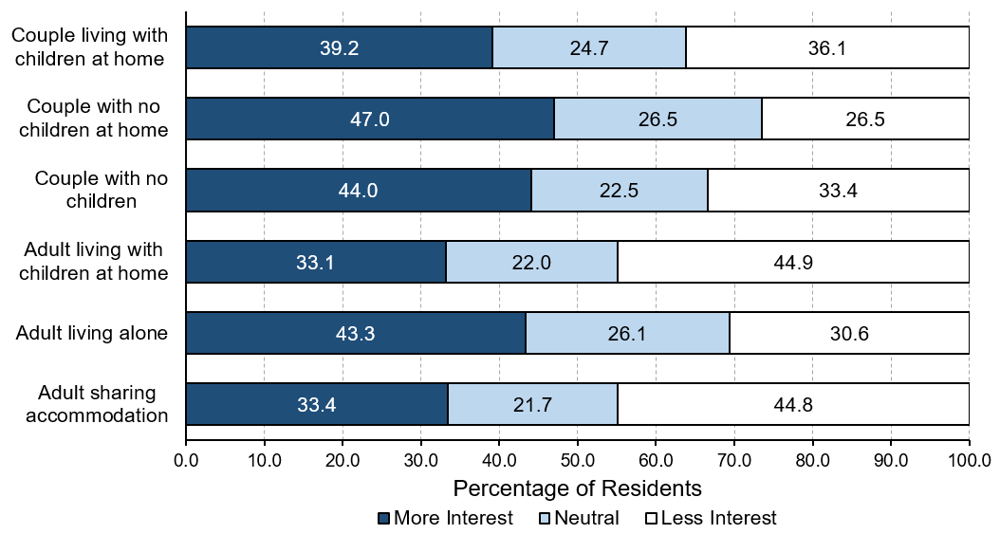 Couple living with
children at home
39.2 24.7 36.1
Couple with no
children at home
47.0 26.5 26.5
Couple with no
children
44.0 22.5 33.4
Adult living with
children at home
33.1 22.0 44.9
Adult living alone
43.3 26.1 30.6
Adult sharing
accommodation
33.4 21.7 44.8
0.0 10.0 20.0 30.0 40.0 50.0 60.0 70.0 80.0 90.0 100.0
Percentage of Residents
More Interest Neutral Less Interest